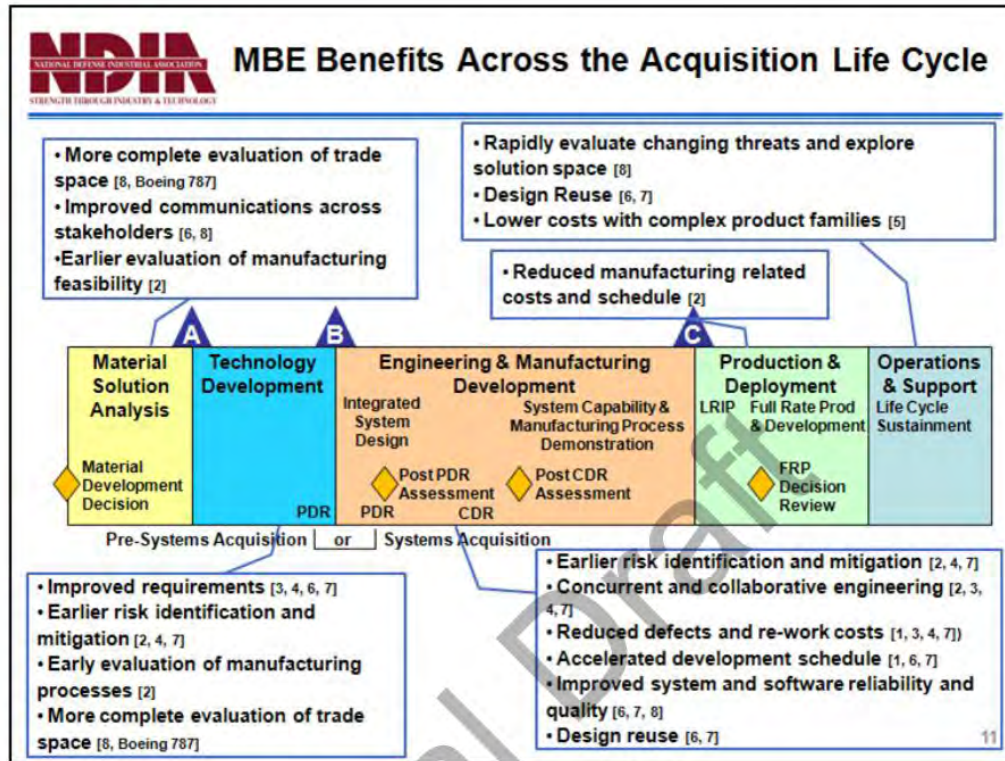 NDIA
NATIONAL DEFENSE INDUSTRIAL ASSOCIATION
STRENGTH THROUGH INDUSTRY & TECHNOLOGY
MBE Benefits Across the Acquisition Life Cycle
• More complete evaluation of trade
space [8, Boeing 787]
• Improved communications across
stakeholders [6, 8]
•Earlier evaluation of manufacturing
feasibility [2]
• Rapidly evaluate changing threats and explore
solution space [8]
• Design Reuse [6, 7]
• Lower costs with complex product families [5]
• Reduced manufacturing related
costs and schedule [2]
A
B
C
Material
Solution
Analysis
Material
Development
Decision
Technology
Development
PDR
Engineering & Manufacturing
Development
Integrated
System
Design
System Capability &
Manufacturing Process
Demonstration
Post PDR
Assessment
Post CDR
Assessment
PDR
CDR
Production &
Deployment
LRIP
Full Rate Prod
& Development
FRP
Decision
Review
Operations
& Support
Life Cycle
Sustainment
Pre-Systems Acquisition or Systems Acquisition
• Improved requirements [3, 4, 6, 7]
• Earlier risk identification and
mitigation [2, 4, 7]
• Early evaluation of manufacturing
processes [2]
• More complete evaluation of trade
space [8, Boeing 787]
• Earlier risk identification and mitigation [2, 4, 7]
• Concurrent and collaborative engineering [2, 3,
4, 7]
• Reduced defects and re-work costs [1, 3, 4, 7])
• Accelerated development schedule [1, 6, 7]
• Improved system and software reliability and
quality [6, 7, 8]
• Design reuse [6, 7]
11
al Draft